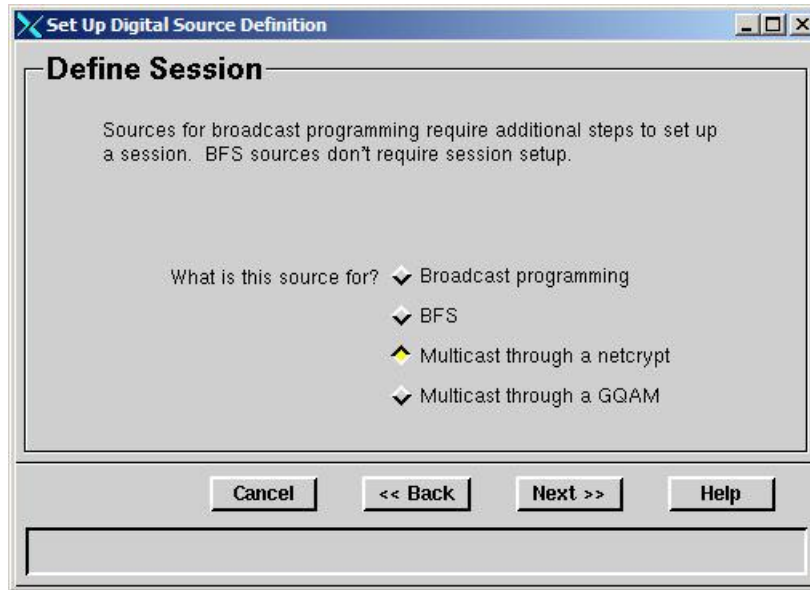 Set Up Digital Source Definition
Define Session
Sources for broadcast programming require additional steps to set up
a session. BFS sources don't require session setup.
What is this source for? Broadcast programming
BFS
Multicast through a netcrypt
Multicast through a GQAM
Cancel << Back Next >> Help